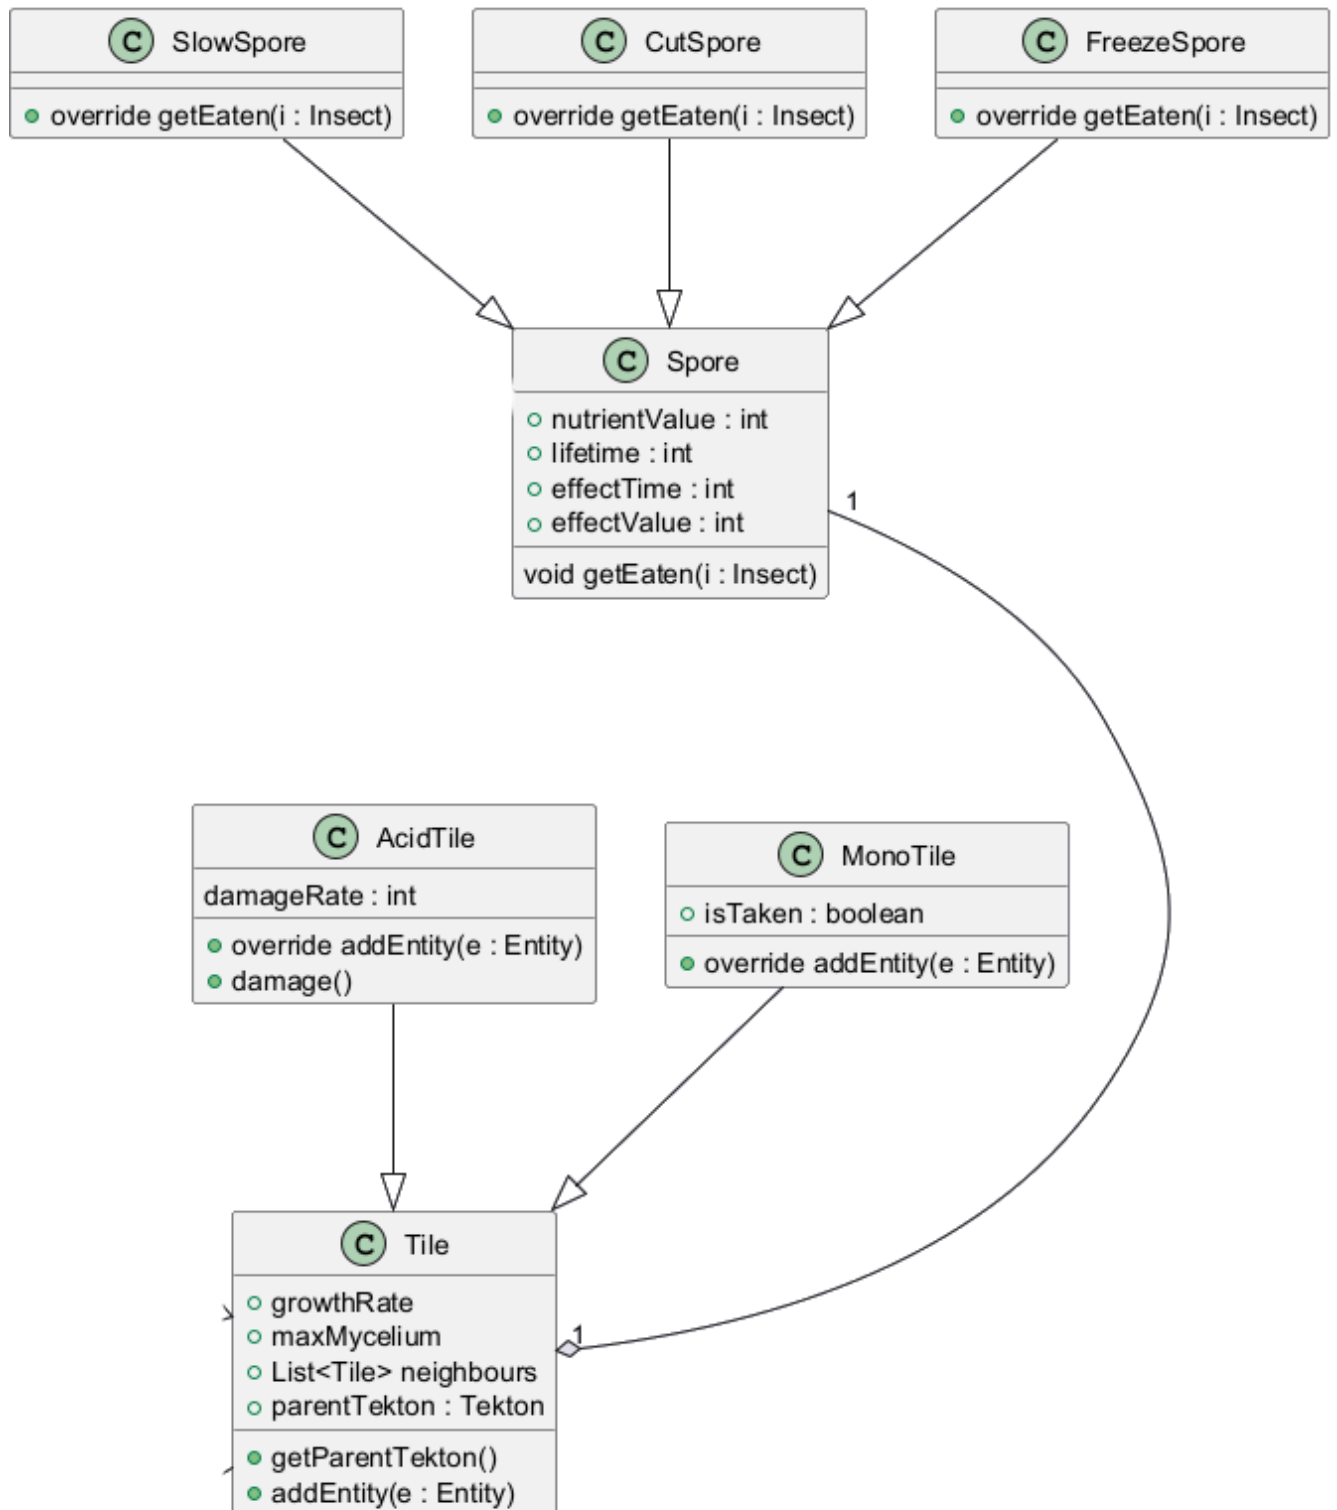 C SlowSpore
override getEaten(i : Insect)
C CutSpore
override getEaten(i : Insect)
C FreezeSpore
override getEaten(i : Insect)
C Spore
nutrientValue : int
lifetime : int
effectTime : int
effectValue : int
void getEaten(i : Insect)
1
C AcidTile
damageRate : int
override addEntity(e : Entity)
damage()
C MonoTile
isTaken : boolean
override addEntity(e : Entity)
C Tile
growthRate
maxMycelium
List<Tile> neighbours
parentTekton : Tekton
getParentTekton()
addEntity(e : Entity)
1